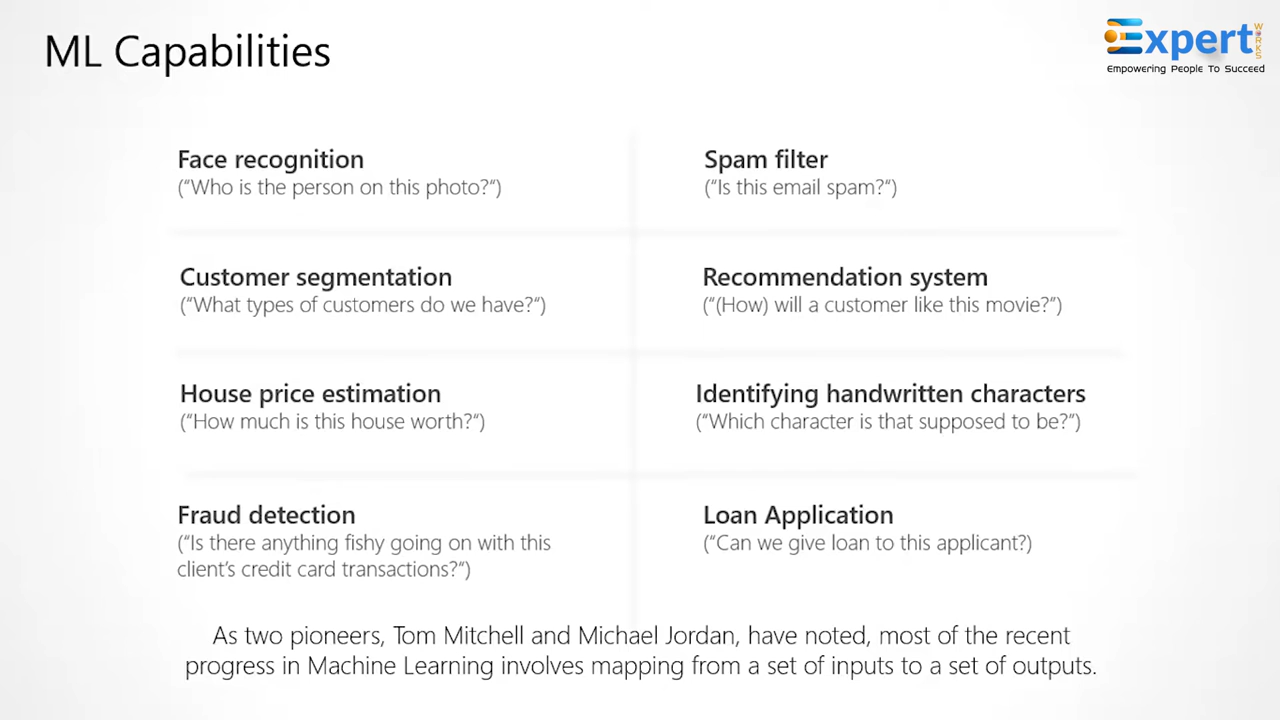 ML Capabilities
Expert
WORKS
Empowering People To Succeed
Face recognition
(“Who is the person on this photo?“)
Spam filter
(“Is this email spam?“)
Customer segmentation
(“What types of customers do we have?“)
Recommendation system
(“(How) will a customer like this movie?”)
House price estimation
(“How much is this house worth?“)
Identifying handwritten characters
(“Which character is that supposed to be?”)
Fraud detection
(“Is there anything fishy going on with this
client’s credit card transactions?“)
Loan Application
(“Can we give loan to this applicant?)
As two pioneers, Tom Mitchell and Michael Jordan, have noted, most of the recent
progress in Machine Learning involves mapping from a set of inputs to a set of outputs.